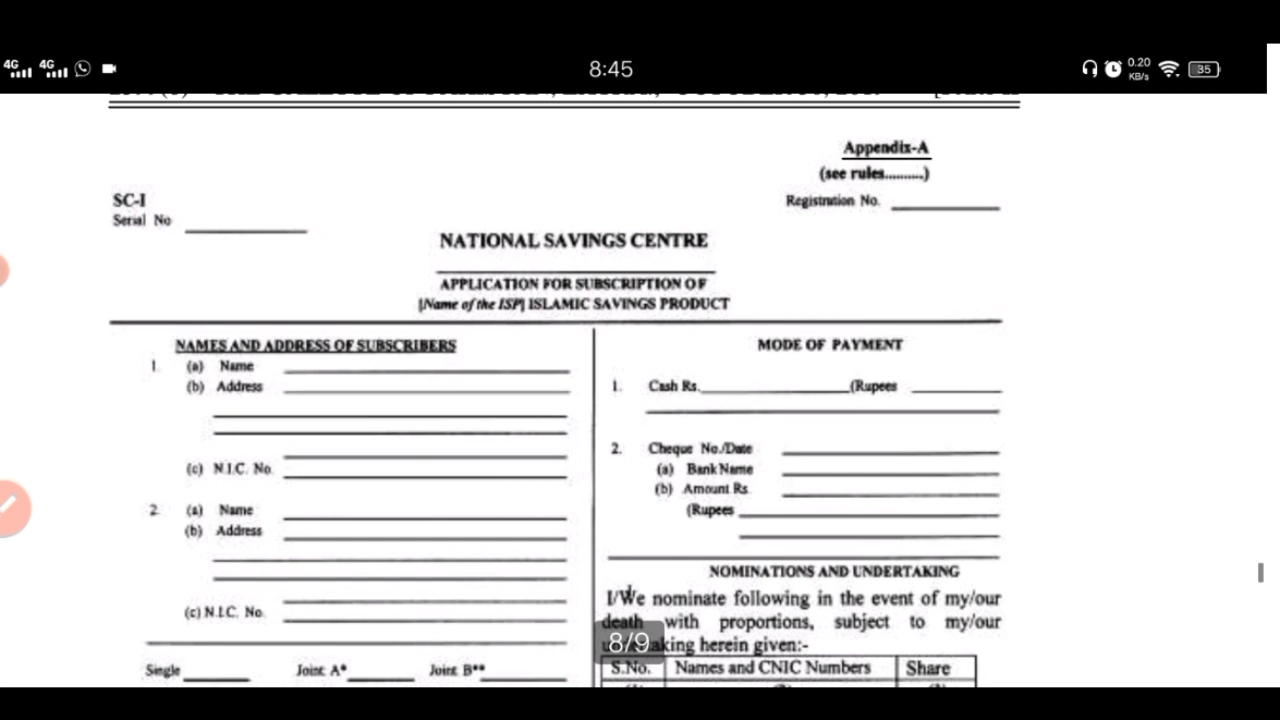 4G 4G 8:45 0.20 KB/s 35
Appendix-A
(see rules..........)
SC-I
Registration No.
Serial No
NATIONAL SAVINGS CENTRE
APPLICATION FOR SUBSCRIPTION OF
[Name of the ISP] ISLAMIC SAVINGS PRODUCT
NAMES AND ADDRESS OF SUBSCRIBERS
1. (a) Name
(b) Address
(c) N.I.C. No.
2. (a) Name
(b) Address
(c) N.I.C. No.
Single Joint A* Joint B**
MODE OF PAYMENT
1. Cash Rs. (Rupees
2. Cheque No./Date
(a) Bank Name
(b) Amount Rs.
(Rupees
NOMINATIONS AND UNDERTAKING
I/We nominate following in the event of my/our
death with proportions, subject to my/our
herein given:-
8/9
S.No. Names and CNIC Numbers Share